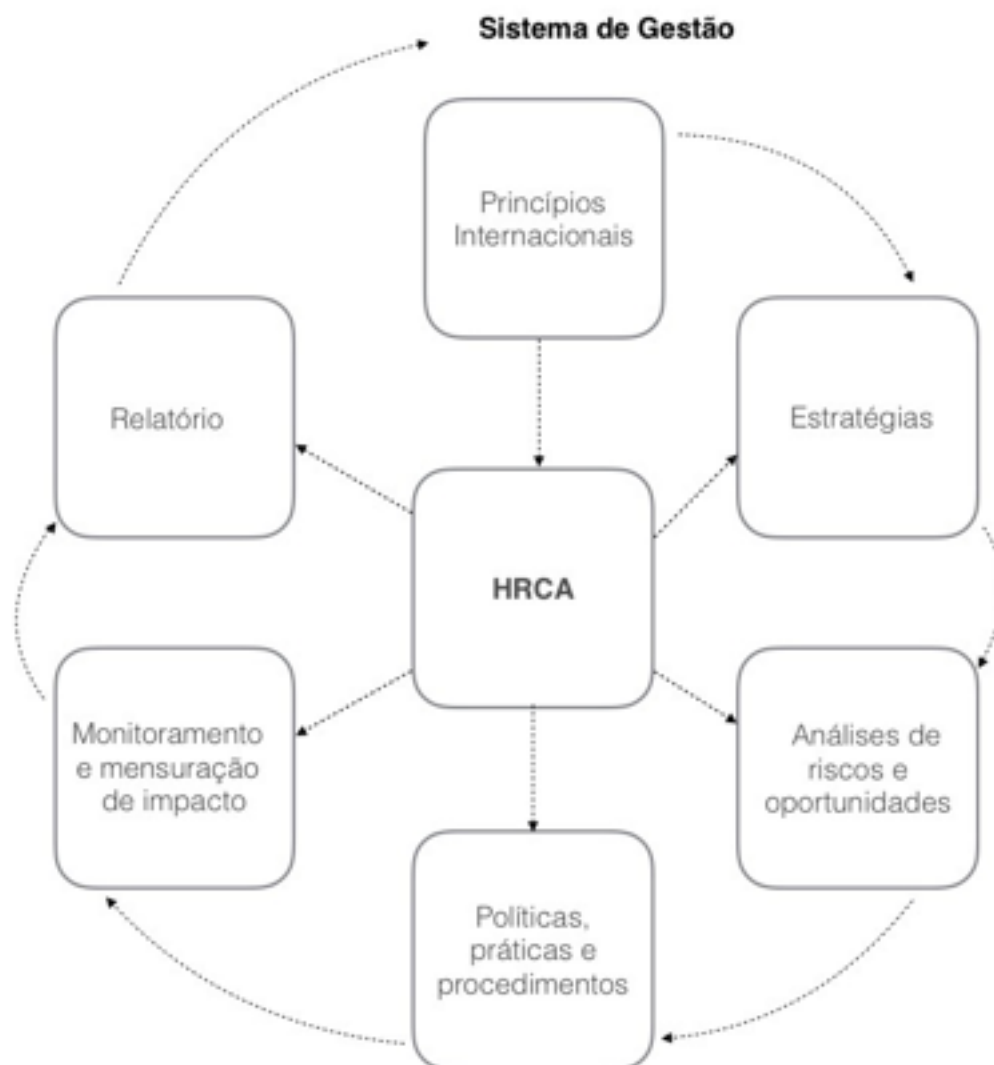 Sistema de Gestão
Princípios
Internacionais
Relatório
Estratégias
HRCA
Monitoramento
e mensuração
de impacto
Análises de
riscos e
oportunidades
Políticas,
práticas e
procedimentos